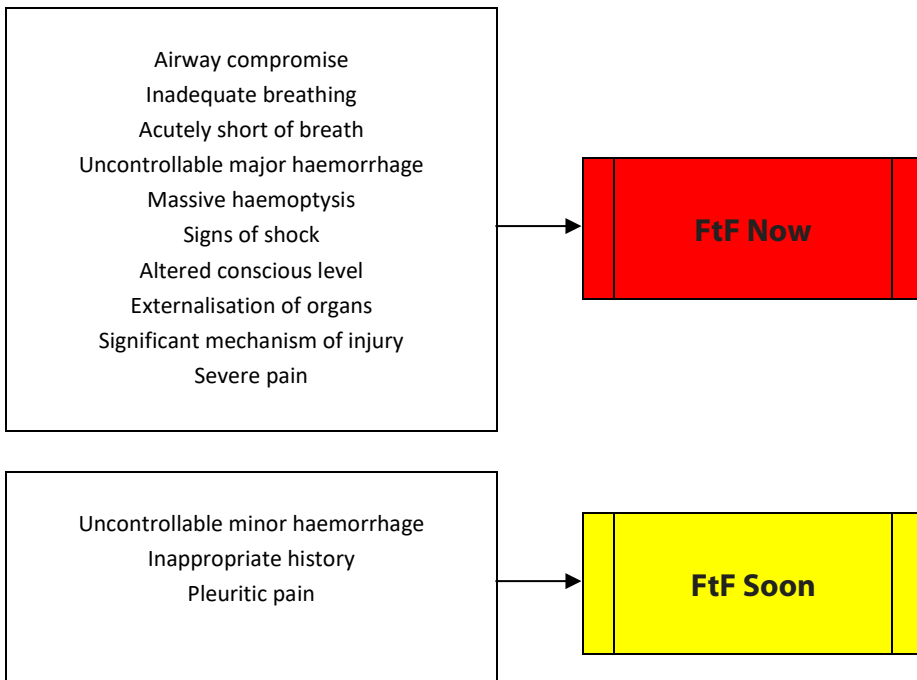 Airway compromise
Inadequate breathing
Acutely short of breath
Uncontrollable major haemorrhage
Massive haemoptysis
Signs of shock
Altered conscious level
Externalisation of organs
Significant mechanism of injury
Severe pain
FtF Now
Uncontrollable minor haemorrhage
Inappropriate history
Pleuritic pain
FtF Soon